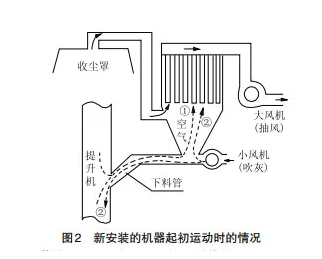 收尘罩
①
空气
②
大风机
(抽风)
提升机
小风机
(吹灰)
下料管
②
图2 新安装的机器起初运动时的情况